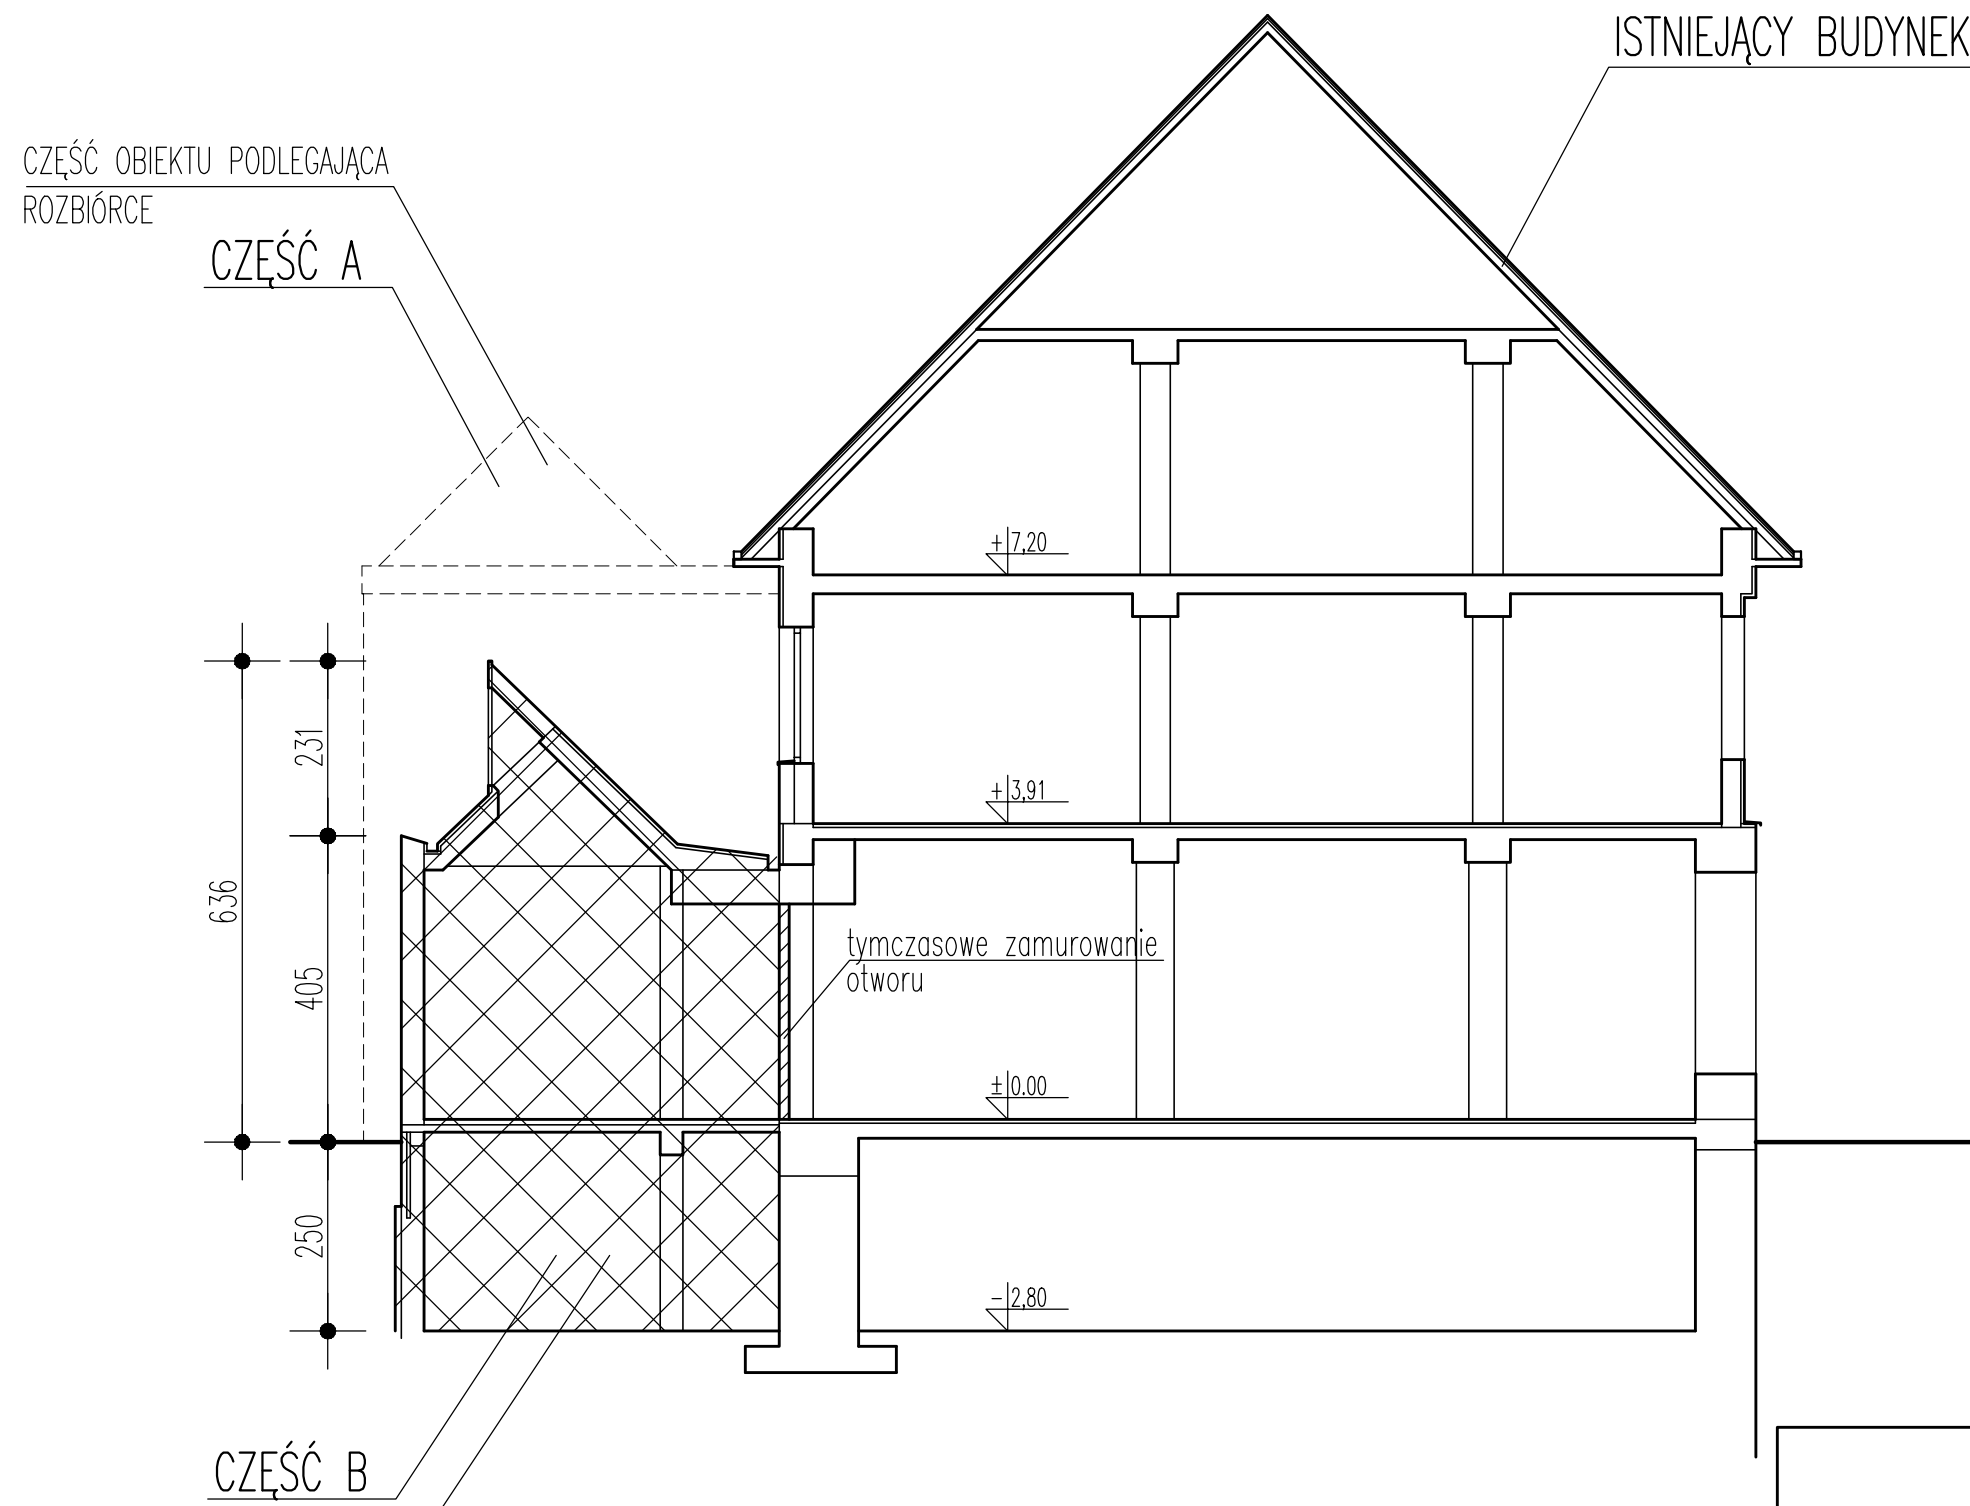 ISTNIEJĄCY BUDYNEK
CZĘŚĆ OBIEKTU PODLEGAJĄCA
ROZBIÓRCE
CZĘŚĆ A
+7,20
231
+3,91
636
405
tymczasowe zamurowanie
otworu
±0.00
250
-2,80
CZĘŚĆ B